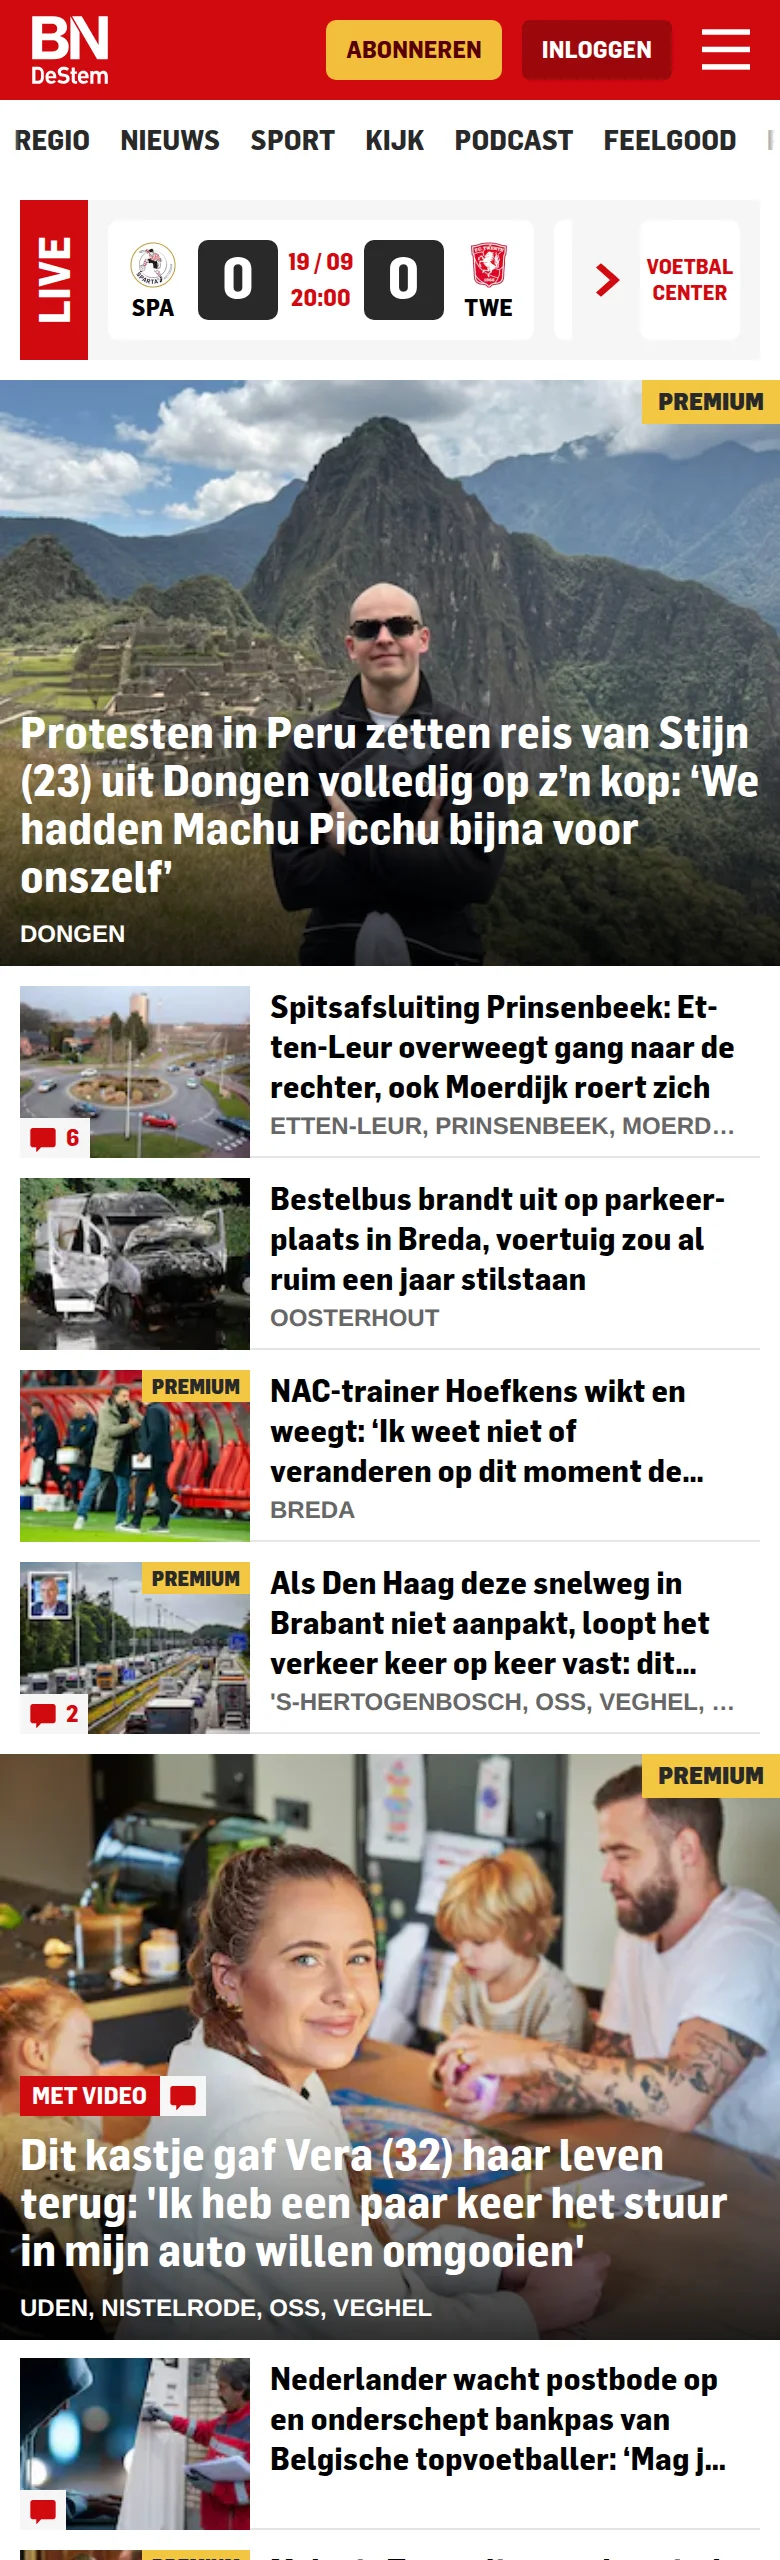 BN
DeStem
ABONNEREN
INLOGGEN
REGIO NIEUWS SPORT KIJK PODCAST FEELGOOD
LIVE
SPA
0
19 / 09
20:00
0
TWE
VOETBAL
CENTER
PREMIUM
Protesten in Peru zetten reis van Stijn
(23) uit Dongen volledig op z’n kop: ‘We
hadden Machu Picchu bijna voor
onszelf’
DONGEN
Spitsafsluiting Prinsenbeek: Et-
ten-Leur overweegt gang naar de
rechter, ook Moerdijk roert zich
ETTEN-LEUR, PRINSENBEEK, MOERD…
6
Bestelbus brandt uit op parkeer-
plaats in Breda, voertuig zou al
ruim een jaar stilstaan
OOSTERHOUT
PREMIUM
NAC-trainer Hoefkens wikt en
weegt: ‘Ik weet niet of
veranderen op dit moment de…
BREDA
PREMIUM
Als Den Haag deze snelweg in
Brabant niet aanpakt, loopt het
verkeer keer op keer vast: dit…
'S-HERTOGENBOSCH, OSS, VEGHEL, …
2
PREMIUM
MET VIDEO
Dit kastje gaf Vera (32) haar leven
terug: 'Ik heb een paar keer het stuur
in mijn auto willen omgooien'
UDEN, NISTELRODE, OSS, VEGHEL
Nederlander wacht postbode op
en onderschept bankpas van
Belgische topvoetballer: ‘Mag j…